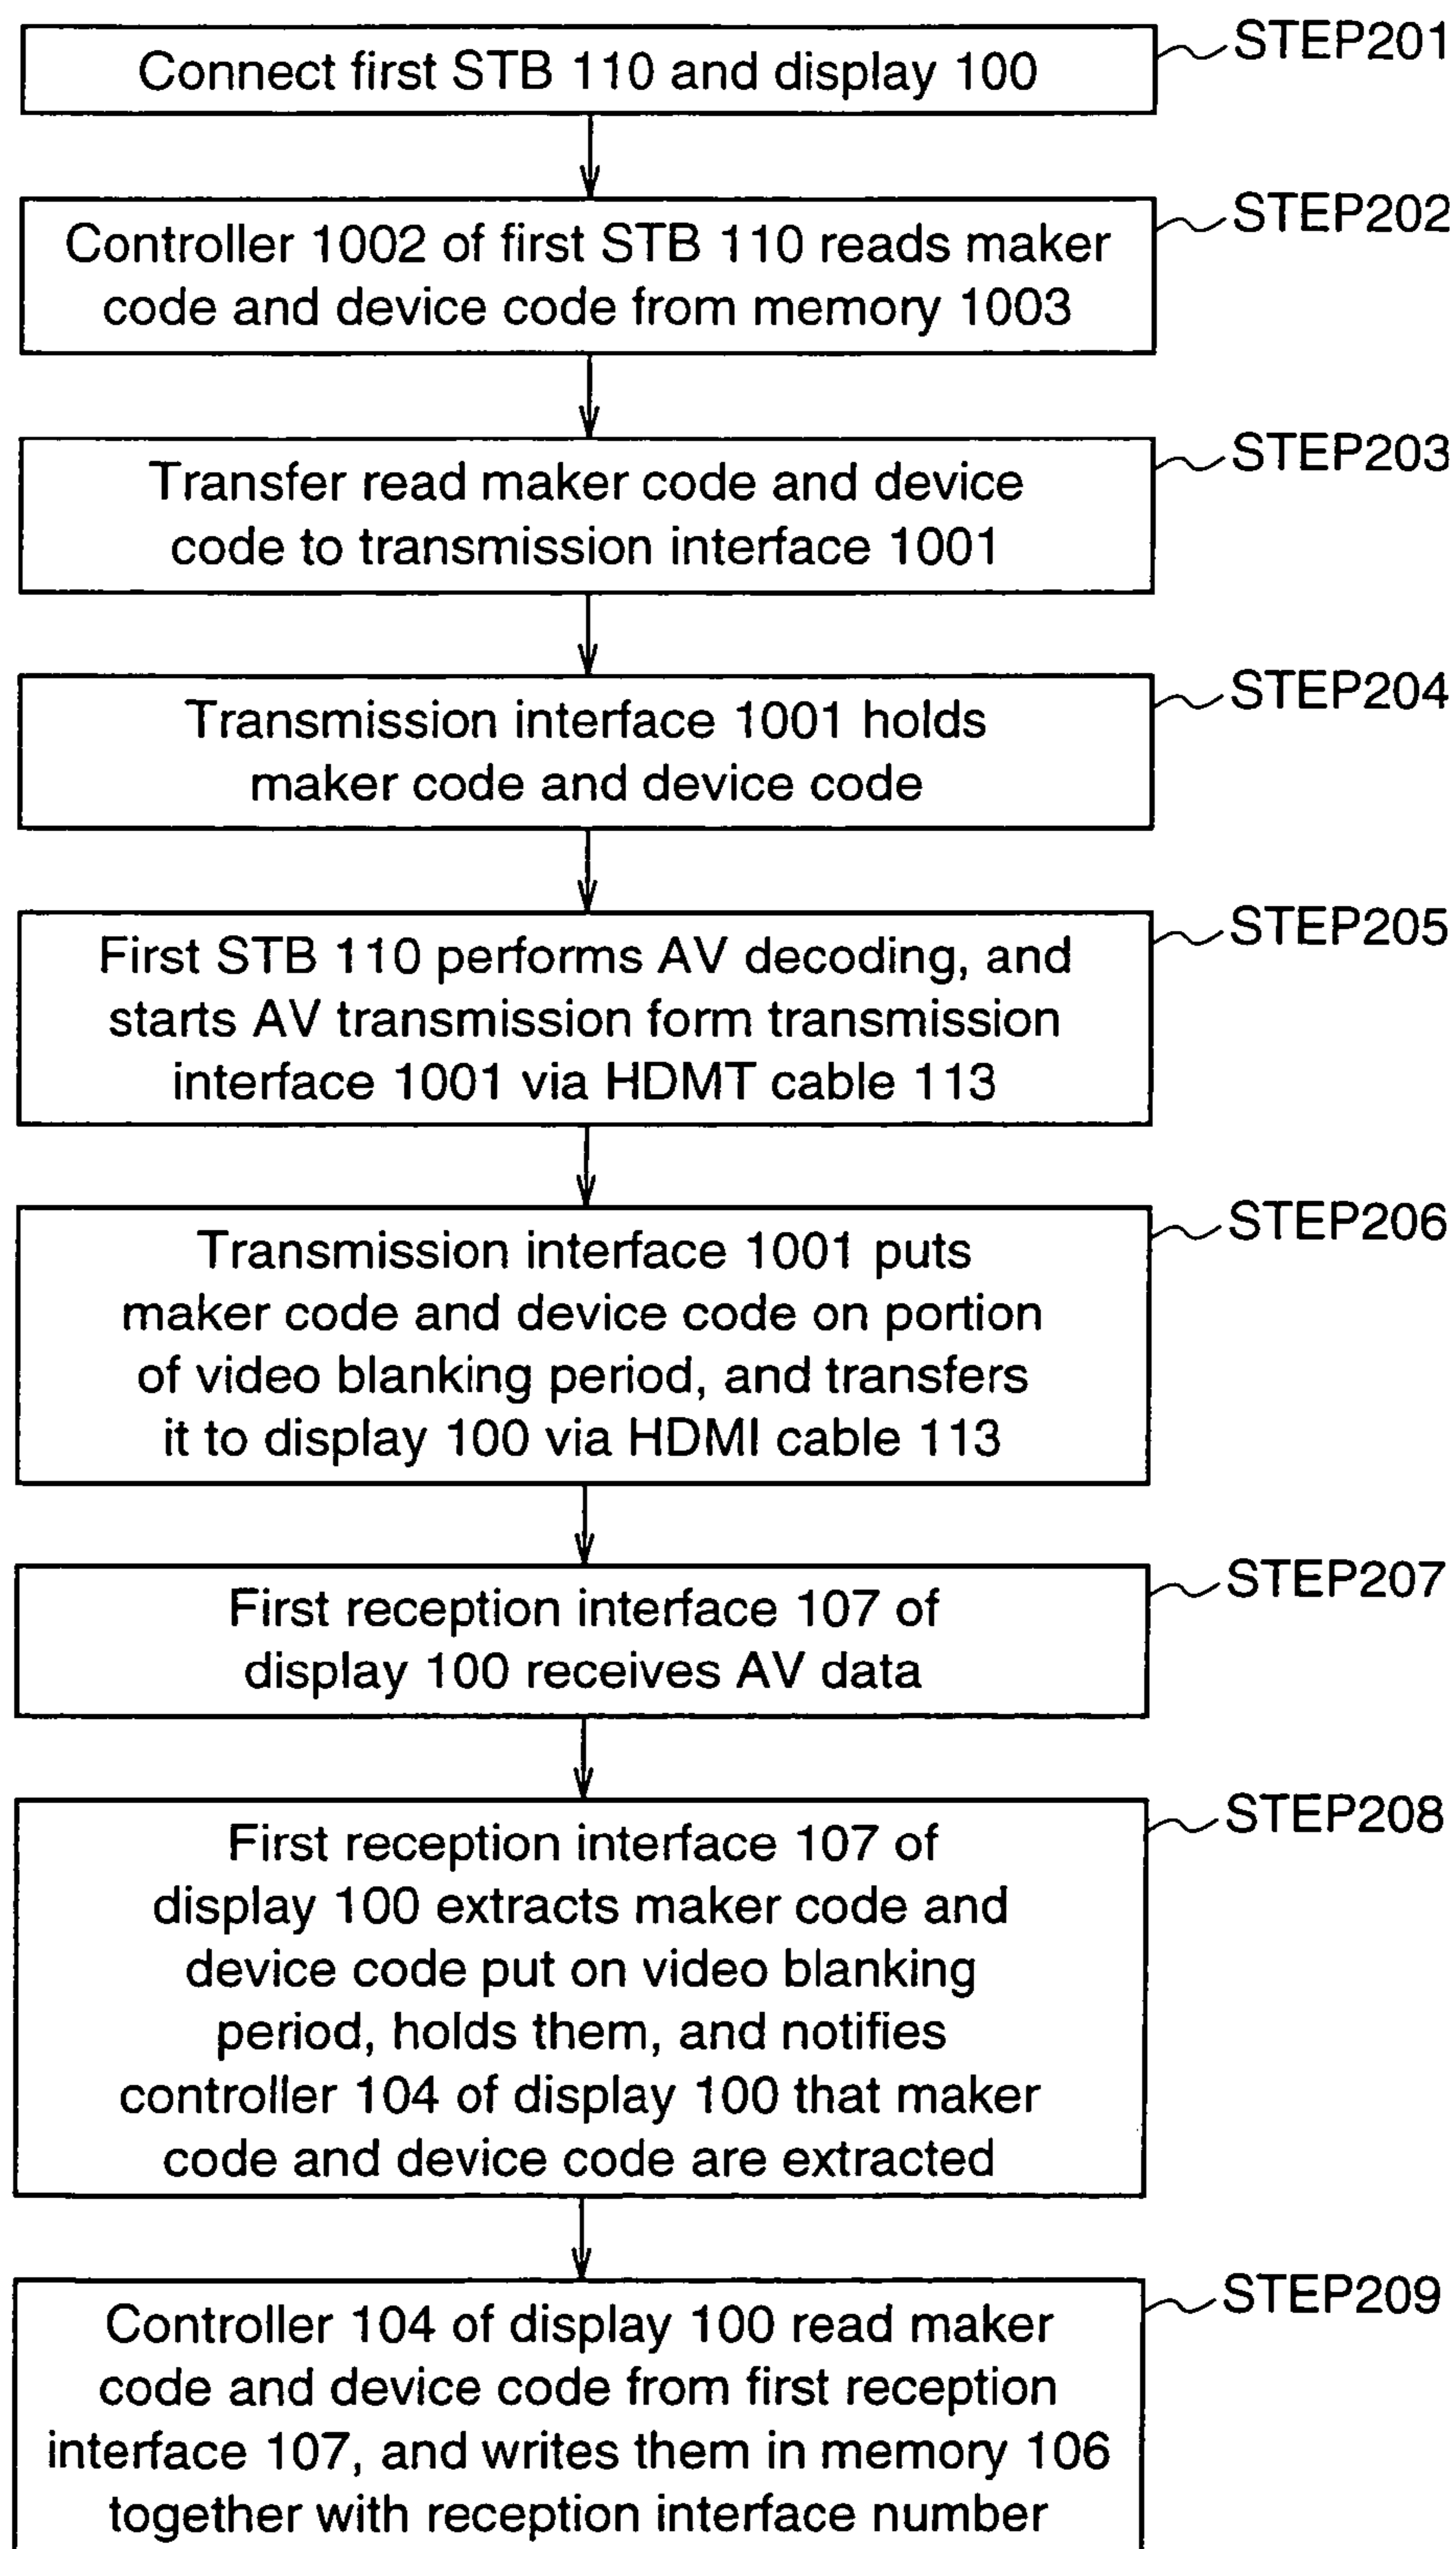 Connect first STB 110 and display 100
STEP201
Controller 1002 of first STB 110 reads maker
code and device code from memory 1003
STEP202
Transfer read maker code and device
code to transmission interface 1001
STEP203
Transmission interface 1001 holds
maker code and device code
STEP204
First STB 110 performs AV decoding, and
starts AV transmission form transmission
interface 1001 via HDMT cable 113
STEP205
Transmission interface 1001 puts
maker code and device code on portion
of video blanking period, and transfers
it to display 100 via HDMI cable 113
STEP206
First reception interface 107 of
display 100 receives AV data
STEP207
First reception interface 107 of
display 100 extracts maker code and
device code put on video blanking
period, holds them, and notifies
controller 104 of display 100 that maker
code and device code are extracted
STEP208
Controller 104 of display 100 read maker
code and device code from first reception
interface 107, and writes them in memory 106
together with reception interface number
STEP209